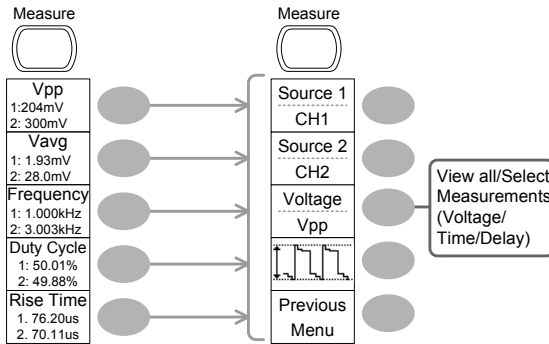 Measure
Vpp
1:204mV
2: 300mV
Vavg
1: 1.93mV
2: 28.0mV
Frequency
1: 1.000kHz
2: 3.003kHz
Duty Cycle
1: 50.01%
2: 49.88%
Rise Time
1. 76.20us
2. 70.11us
Measure
Source 1
CH1
Source 2
CH2
Voltage
Vpp
Previous
Menu
View all/Select
Measurements
(Voltage/
Time/Delay)